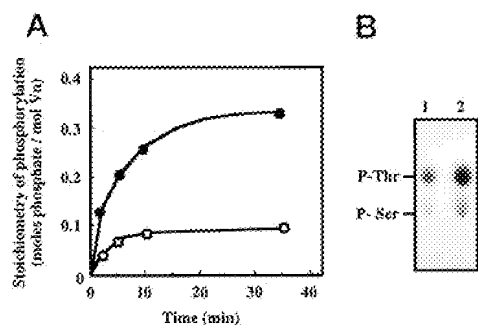 A
B
Stoichiometry of phosphorylation
(moles phosphate / mol Vn)
0.4
0.3
0.2
0.1
0
0
10
20
30
40
Time (min)
1 2
P-Thr
P-Ser